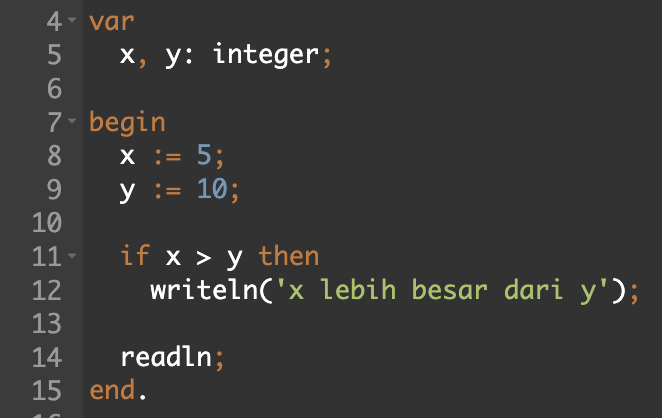 4 var
5   x, y: integer;
6
7 begin
8   x := 5;
9   y := 10;
10
11   if x > y then
12     writeln('x lebih besar dari y');
13
14   readln;
15 end.